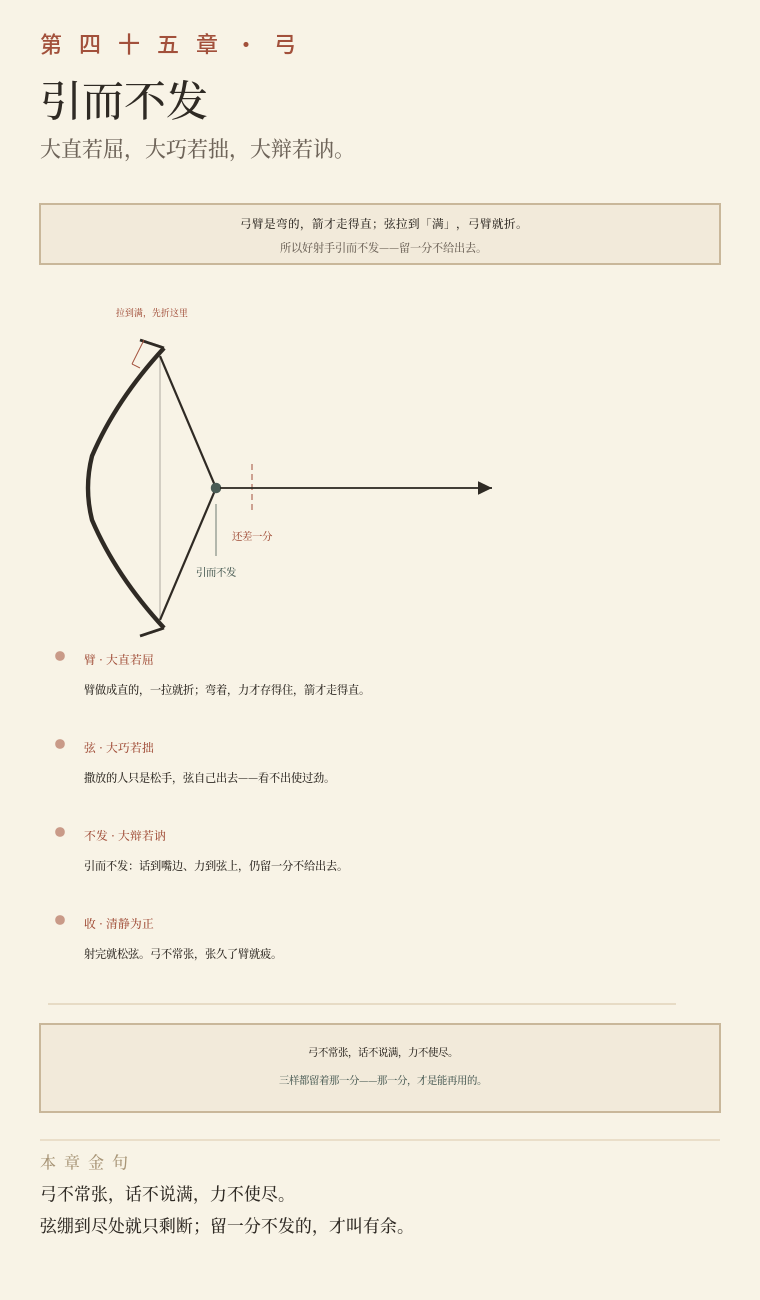 第四十五章·弓
引而不发
大直若屈，大巧若拙，大辩若讷。
弓臂是弯的，箭才走得直；弦拉到「满」，弓臂就折。
所以好射手引而不发——留一分不给出去。
拉到满，先折这里
还差一分
引而不发
臂 · 大直若屈
臂做成直的，一拉就折；弯着，力才存得住，箭才走得直。
弦 · 大巧若拙
撒放的人只是松手，弦自己出去——看不出使过劲。
不发 · 大辩若讷
引而不发：话到嘴边、力到弦上，仍留一分不给出去。
收 · 清静为正
射完就松弦。弓不常张，张久了臂就疲。
弓不常张，话不说满，力不使尽。
三样都留着那一分——那一分，才是能再用的。
本章金句
弓不常张，话不说满，力不使尽。
弦绷到尽处就只剩断；留一分不发的，才叫有余。